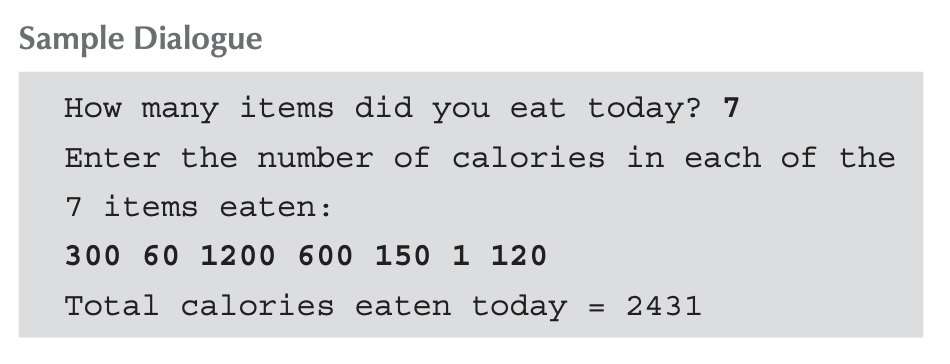 Sample Dialogue
How many items did you eat today? 7
Enter the number of calories in each of the
7 items eaten:
300 60 1200 600 150 1 120
Total calories eaten today = 2431